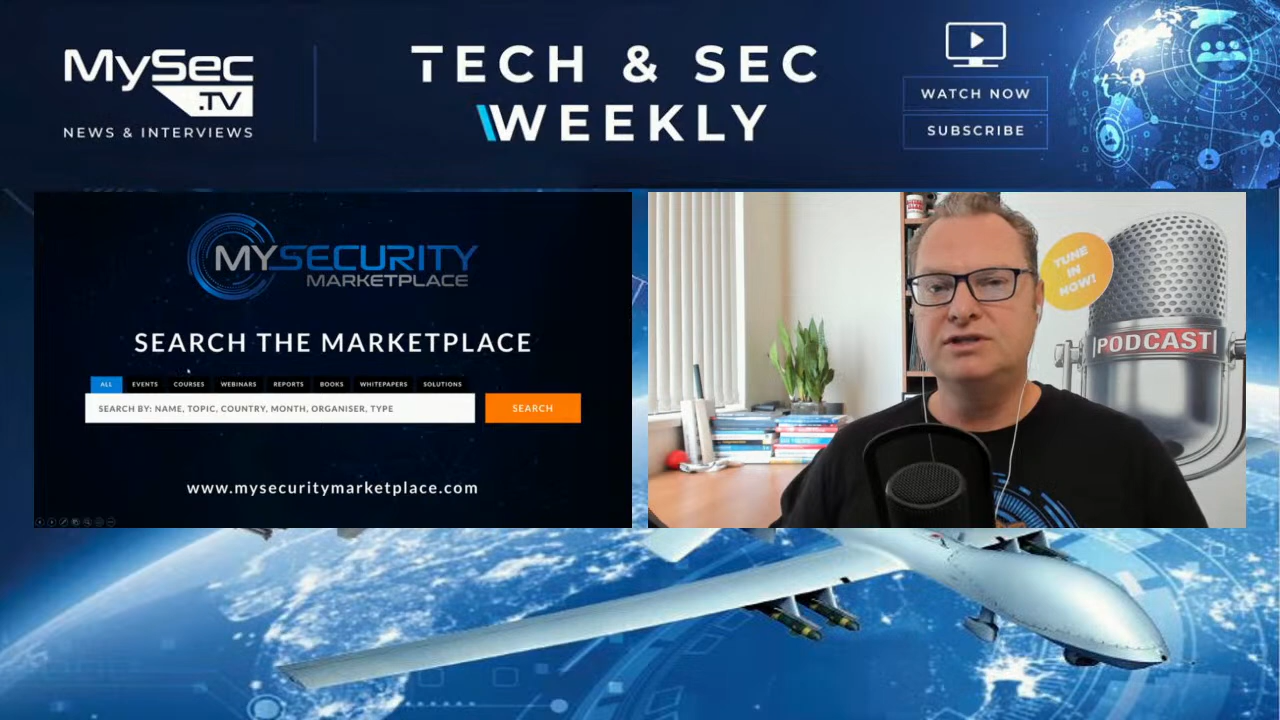 MySec
.TV
NEWS & INTERVIEWS
TECH & SEC
WEEKLY
WATCH NOW
SUBSCRIBE
MYSECURITY
MARKETPLACE
SEARCH THE MARKETPLACE
ALL EVENTS COURSES WEBINARS REPORTS BOOKS WHITEPAPERS SOLUTIONS
SEARCH BY: NAME, TOPIC, COUNTRY, MONTH, ORGANISER, TYPE
SEARCH
www.mysecuritymarketplace.com
TUNE
IN
NOW!
PODCAST